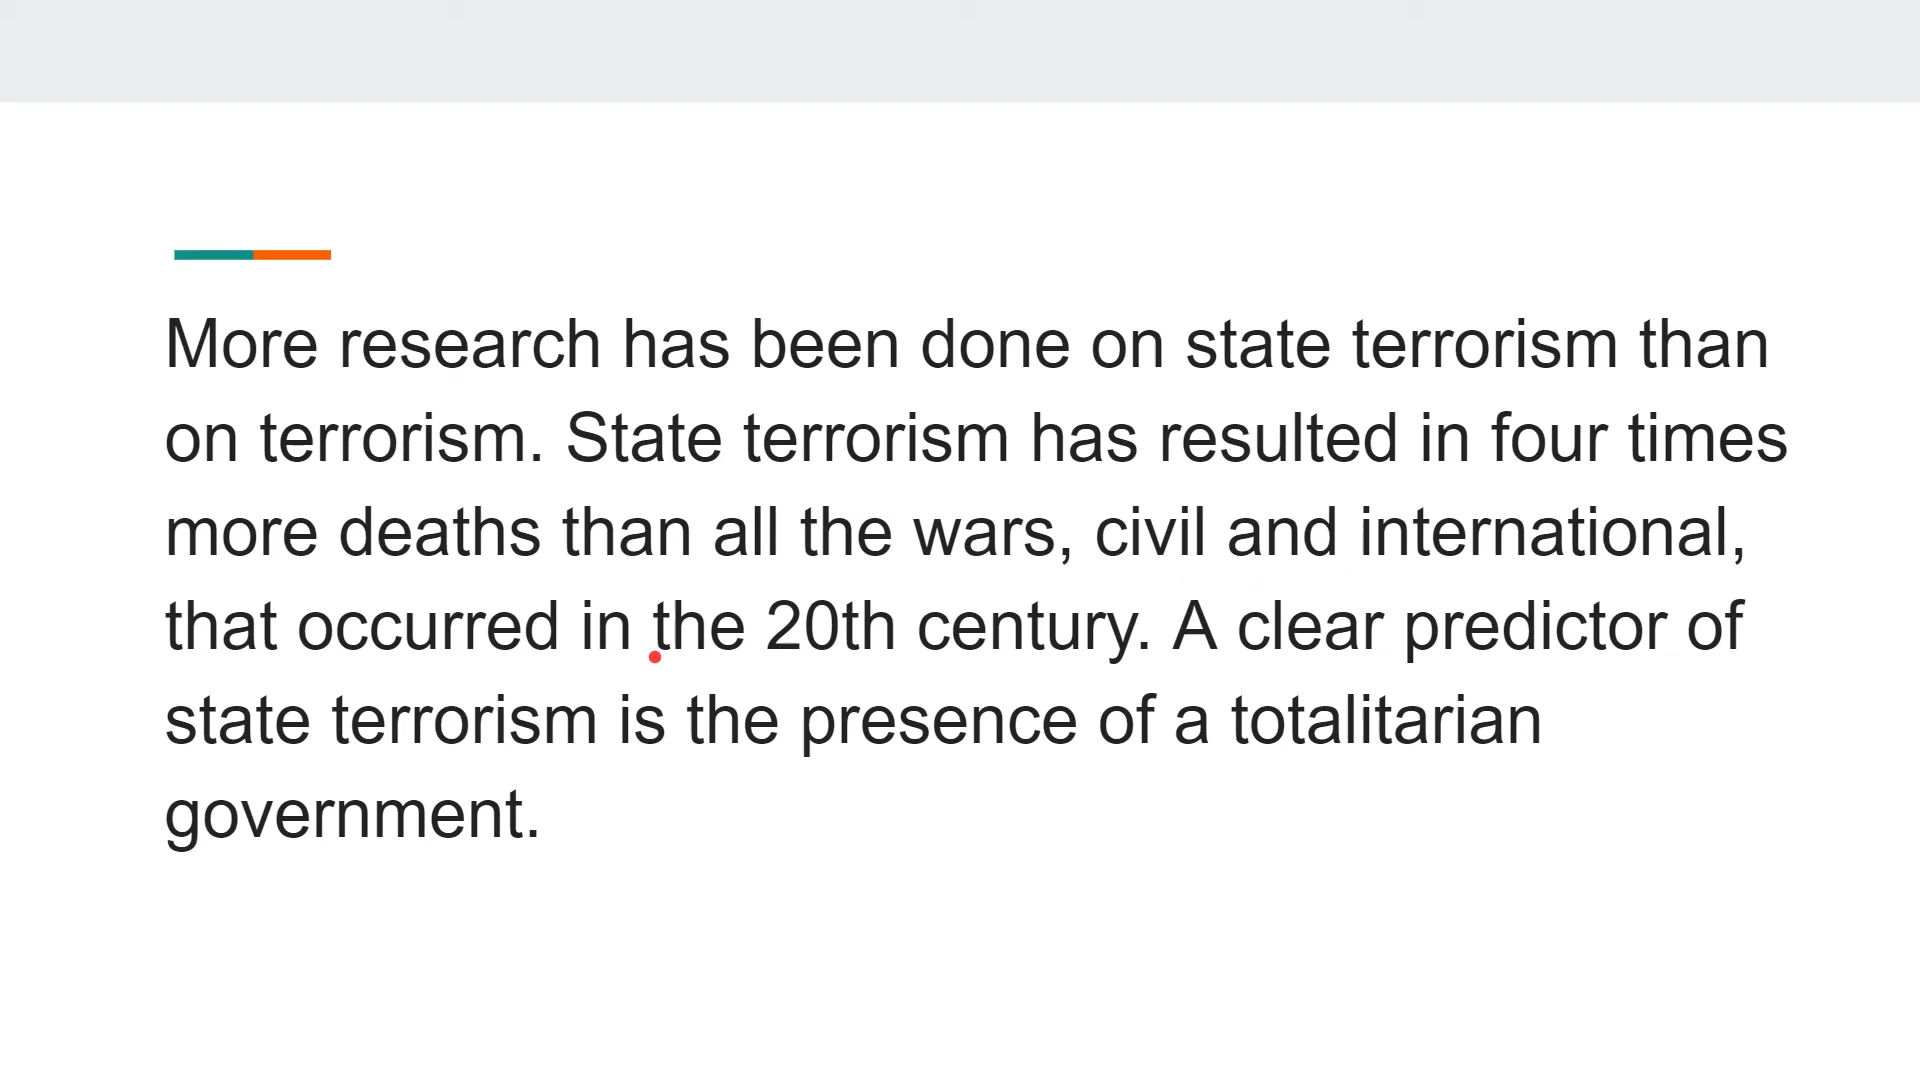 More research has been done on state terrorism than
on terrorism. State terrorism has resulted in four times
more deaths than all the wars, civil and international,
that occurred in the 20th century. A clear predictor of
state terrorism is the presence of a totalitarian
government.